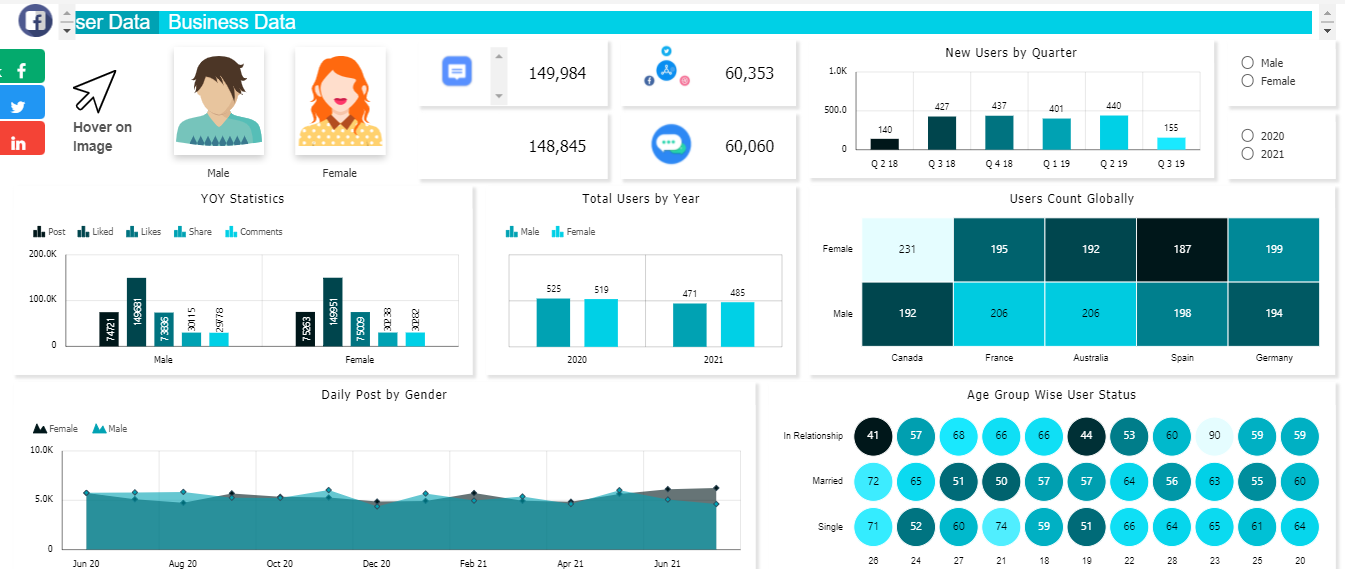 ser Data Business Data
Hover on
Image
Male
Female
149,984
60,353
148,845
60,060
New Users by Quarter
1.0K
500.0
0
140
427
437
401
440
155
Q 2 18
Q 3 18
Q 4 18
Q 1 19
Q 2 19
Q 3 19
Male
Female
2020
2021
YOY Statistics
Post Liked Likes Share Comments
200.0K
100.0K
0
74721
149681
73836
30115
29778
75263
149951
75009
30238
30282
Male
Female
Total Users by Year
Male Female
525
519
471
485
2020
2021
Users Count Globally
Female 231 195 192 187 199
Male 192 206 206 198 194
Canada France Australia Spain Germany
Daily Post by Gender
Female Male
10.0K
5.0K
0
Jun 20 Aug 20 Oct 20 Dec 20 Feb 21 Apr 21 Jun 21
Age Group Wise User Status
In Relationship 41 57 68 66 66 44 53 60 90 59 59
Married 72 65 51 50 57 57 64 56 63 55 60
Single 71 52 60 74 59 51 66 64 65 61 64
26 24 27 21 18 19 22 28 23 25 20